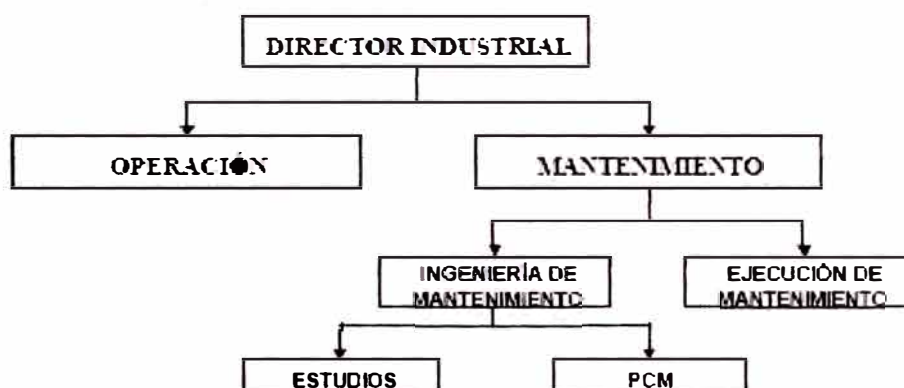 DIRECTOR INDUSTRIAL
OPERACIÓN
MANTENIMIENTO
INGENIERÍA DE
MANTENIMIENTO
EJECUCIÓN DE
MANTENIMIENTO
ESTUDIOS
PCM